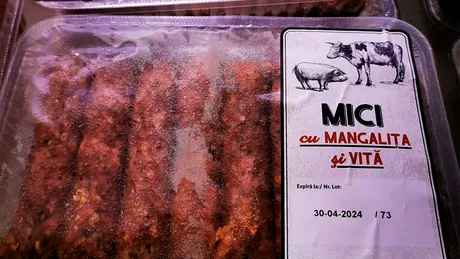 MICI
cu MANGALITA
și VITĂ
Expiră la:/ Nr. Lot:
30-04-2024 / 73